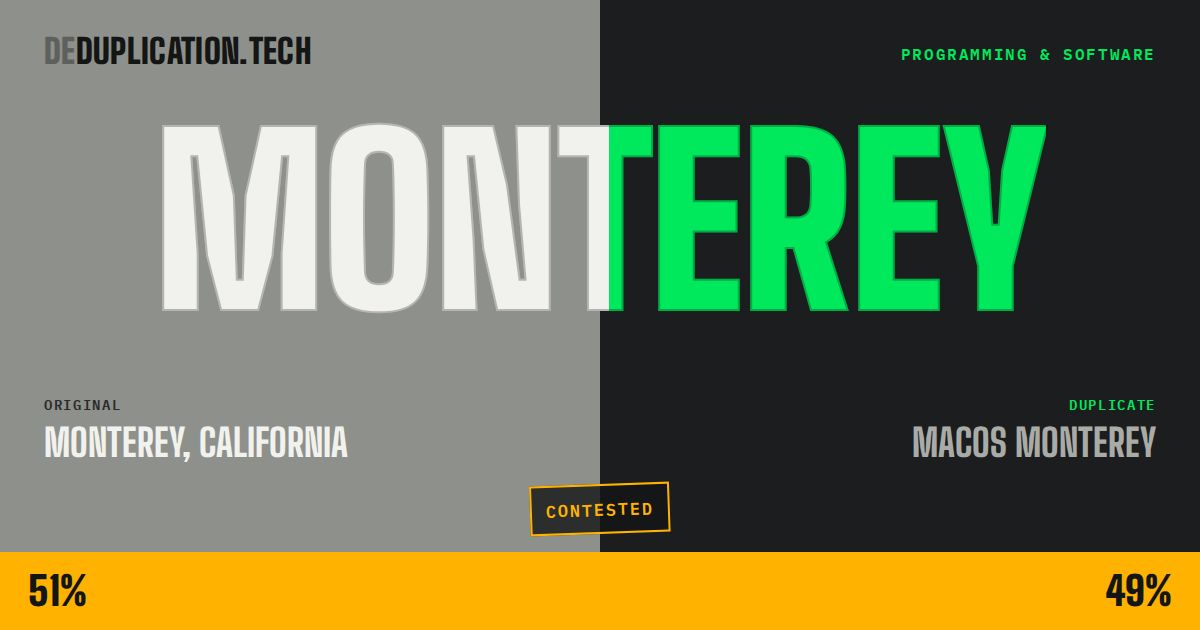 DEDUPLICATION.TECH
PROGRAMMING & SOFTWARE
MONTEREY
ORIGINAL
MONTEREY, CALIFORNIA
DUPLICATE
MACOS MONTEREY
CONTESTED
51%
49%